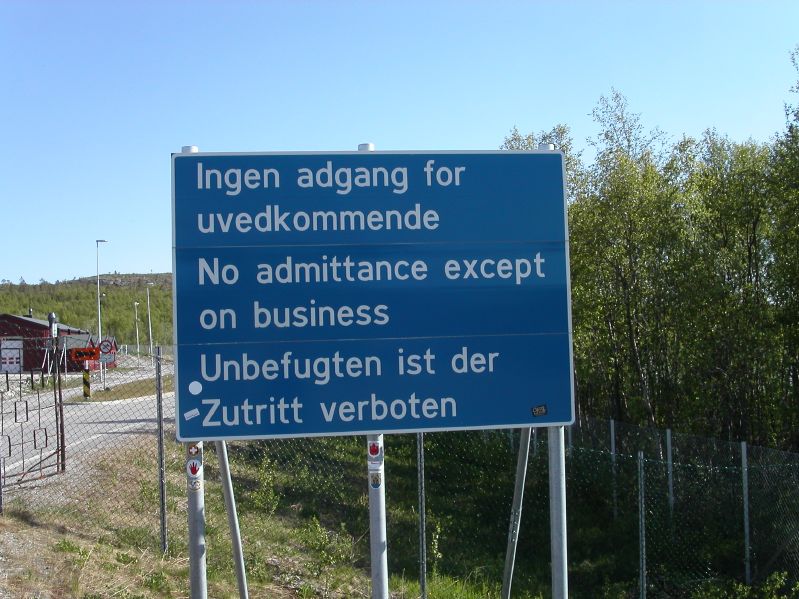 Ingen adgang for
uvedkommende
No admittance except
on business
Unbefugten ist der
Zutritt verboten